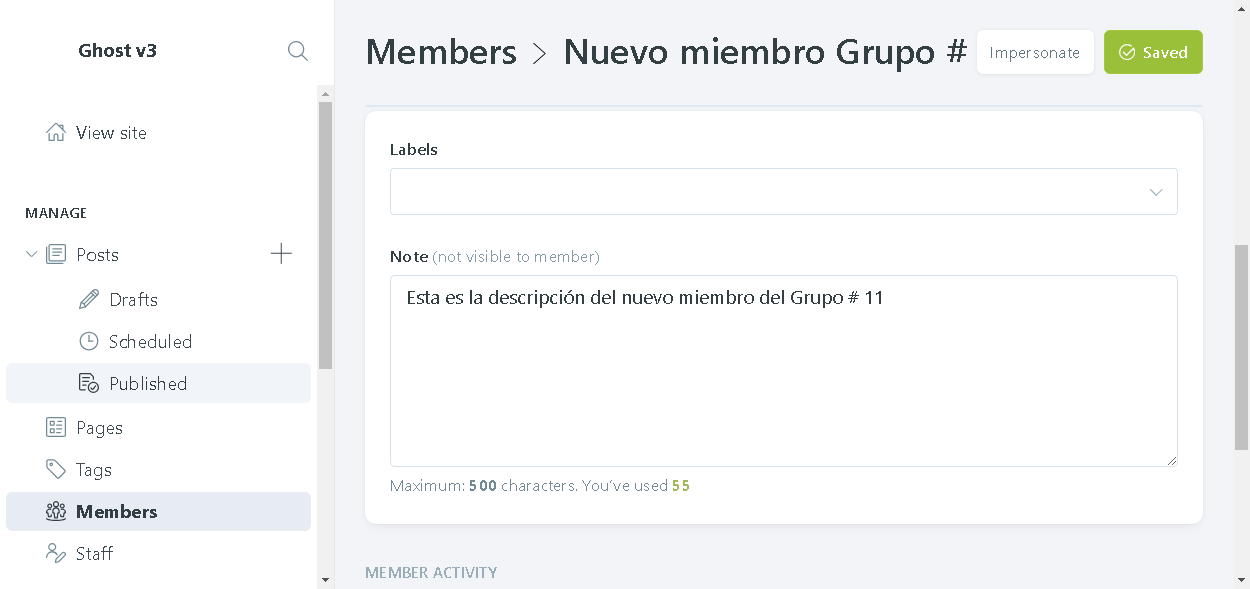 Ghost v3
View site
MANAGE
Posts
Drafts
Scheduled
Published
Pages
Tags
Members
Staff
Members > Nuevo miembro Grupo #
Impersonate
Saved
Labels
Note (not visible to member)
Esta es la descripción del nuevo miembro del Grupo # 11
Maximum: 500 characters. You've used 55
MEMBER ACTIVITY